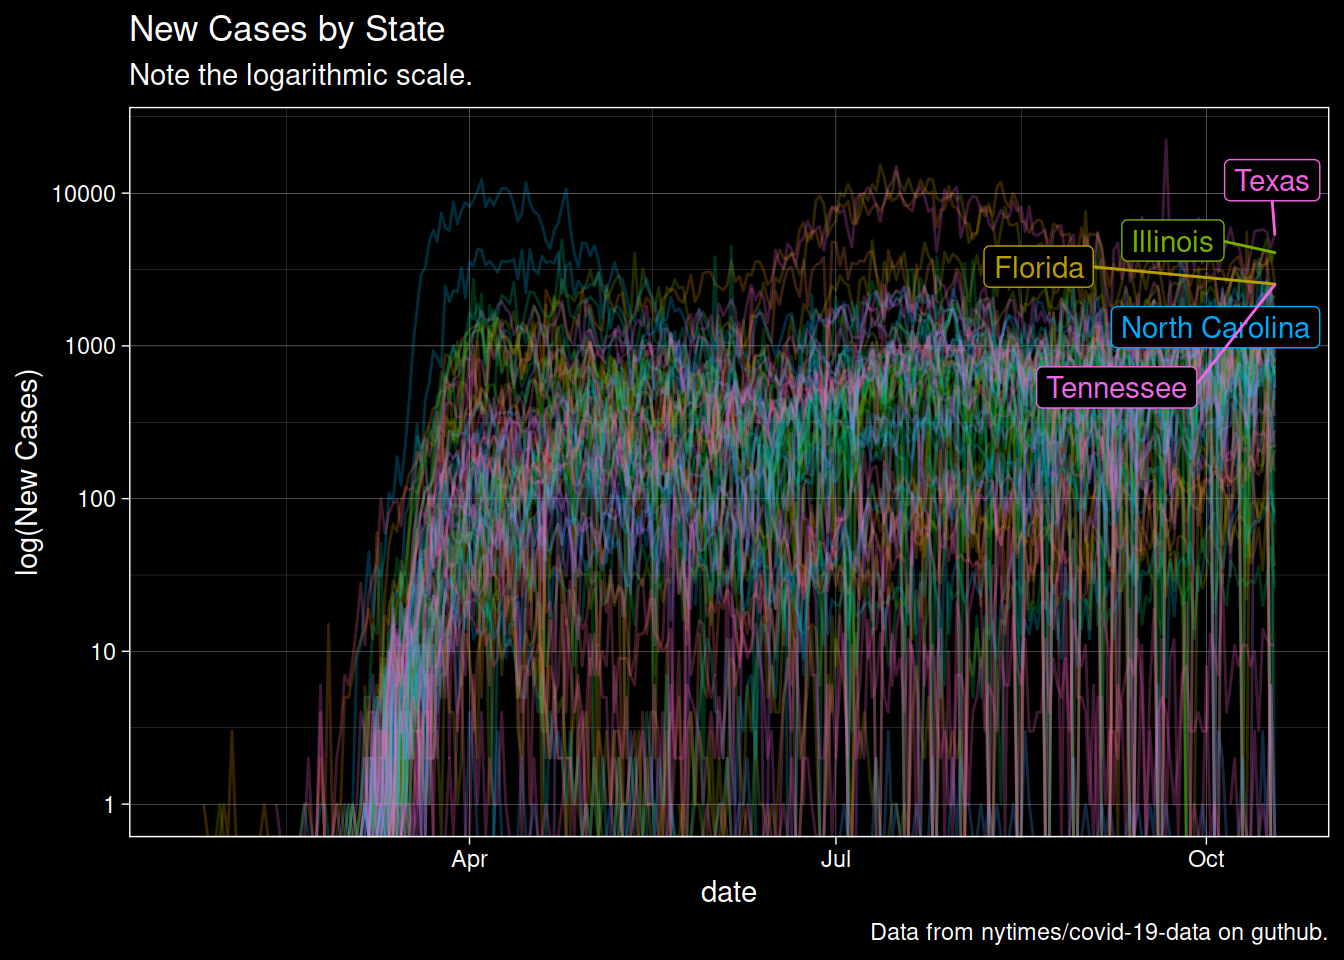 New Cases by State
Note the logarithmic scale.
10000
1000
100
10
1
log(New Cases)
Texas
Illinois
Florida
North Carolina
Tennessee
Apr
Jul
Oct
date
Data from nytimes/covid-19-data on guthub.